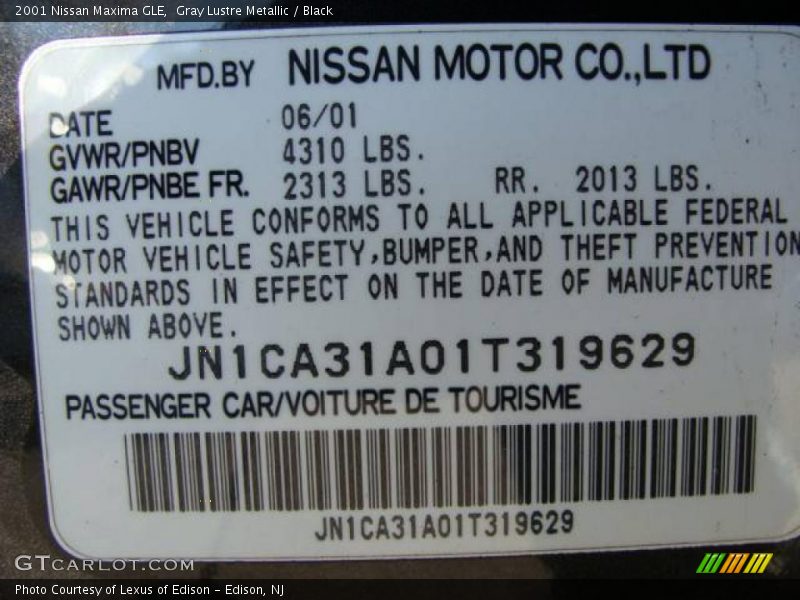 2001 Nissan Maxima GLE,  Gray Lustre Metallic / Black
MFD.BY NISSAN MOTOR CO.,LTD
DATE 06/01
GVWR/PNBV 4310 LBS.
GAWR/PNBE FR. 2313 LBS. RR. 2013 LBS.
THIS VEHICLE CONFORMS TO ALL APPLICABLE FEDERAL
MOTOR VEHICLE SAFETY,BUMPER,AND THEFT PREVENTION
STANDARDS IN EFFECT ON THE DATE OF MANUFACTURE
SHOWN ABOVE.
JN1CA31A01T319629
PASSENGER CAR/VOITURE DE TOURISME
JN1CA31A01T319629
GTCARLOT.COM
Photo Courtesy of Lexus of Edison - Edison, NJ